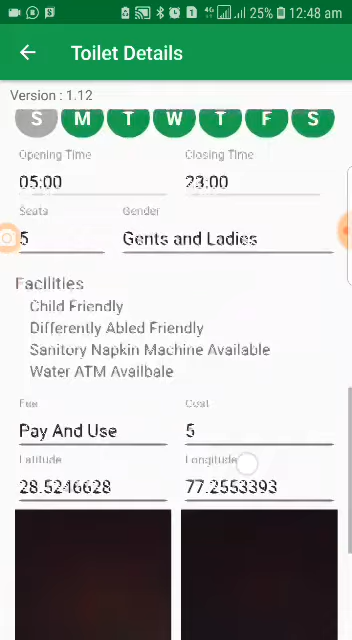 25% 12:48 am
Toilet Details
Version : 1.12
S M T W T F S
Opening Time Closing Time
05:00 23:00
Seats Gender
5 Gents and Ladies
Facilities
Child Friendly
Differently Abled Friendly
Sanitory Napkin Machine Available
Water ATM Availbale
Fee Cost
Pay And Use 5
Latitude Longitude
28.5246628 77.2553393